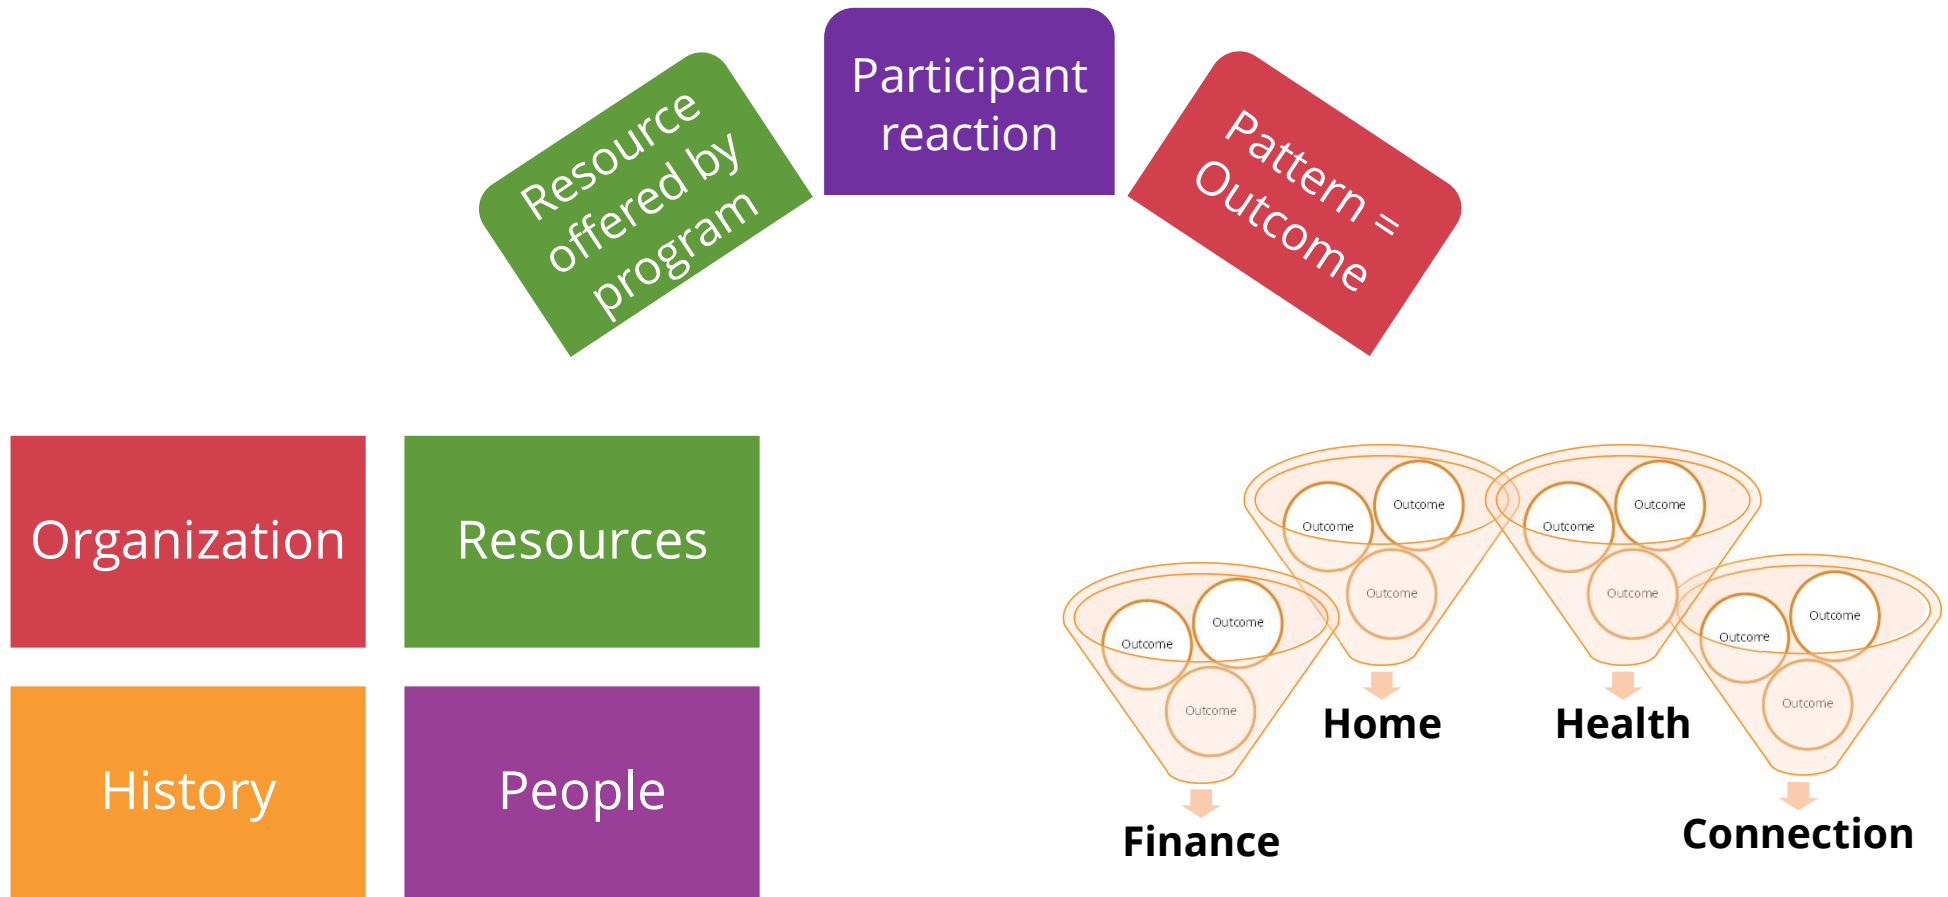 Resource
offered by
program
Participant
reaction
Pattern =
Outcome
Organization
Resources
History
People
Outcome
Outcome
Outcome
Finance
Outcome
Outcome
Outcome
Home
Outcome
Outcome
Outcome
Health
Outcome
Outcome
Outcome
Connection